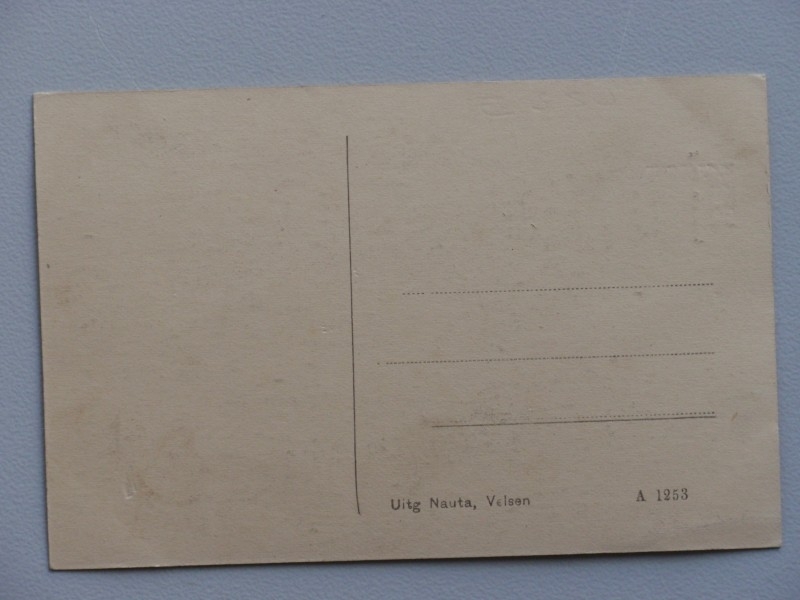 Uitg Nauta, Velsen
A 1253